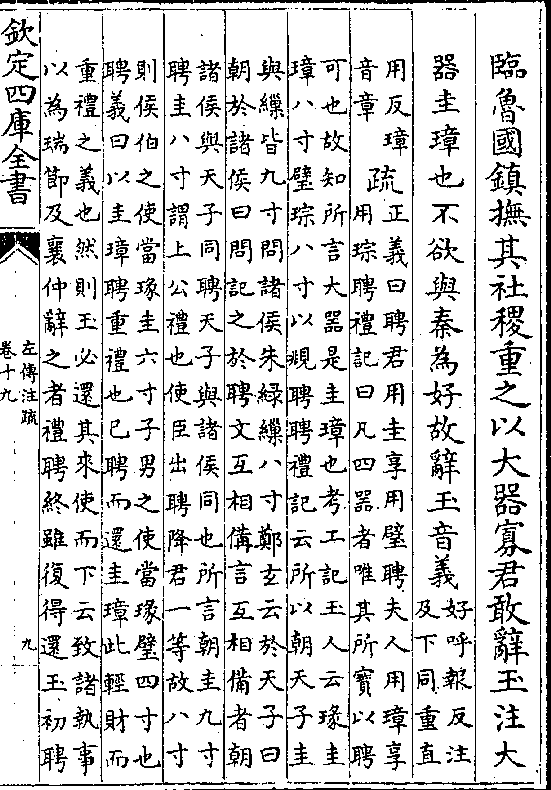 臨魯國鎮撫其社稷重之以大器寡君敢辭玉注大
器圭璋也不欲與秦為好故辭玉音義
好呼報反注
及下同重直
用反璋
音章
疏
正義曰聘君用圭享用璧聘夫人用璋享
用琮聘禮記曰凡四器者唯其所寳以聘
可也故知所言大器是圭璋也考工記玉人云瑑圭
璋八寸璧琮八寸以覜聘聘禮記云所以朝天子圭
與繅皆九寸問諸侯朱緑繅八寸鄭玄云於天子曰
朝於諸侯曰問記之於聘文互相備言互相備者朝
諸侯與天子同聘天子與諸侯同也所言朝圭九寸
聘圭八寸謂上公禮也使臣出聘降君一等故八寸
則侯伯之使當瑑圭六寸子男之使當瑑璧四寸也
聘義曰以圭璋聘重禮也已聘而還圭璋此輕財而
重禮之義也然則玉必還其來使而下云致諸執事
以為瑞節及襄仲辭之者禮聘終雖復得還玉初聘
欽定四庫全書
左傳注疏
卷十九
九